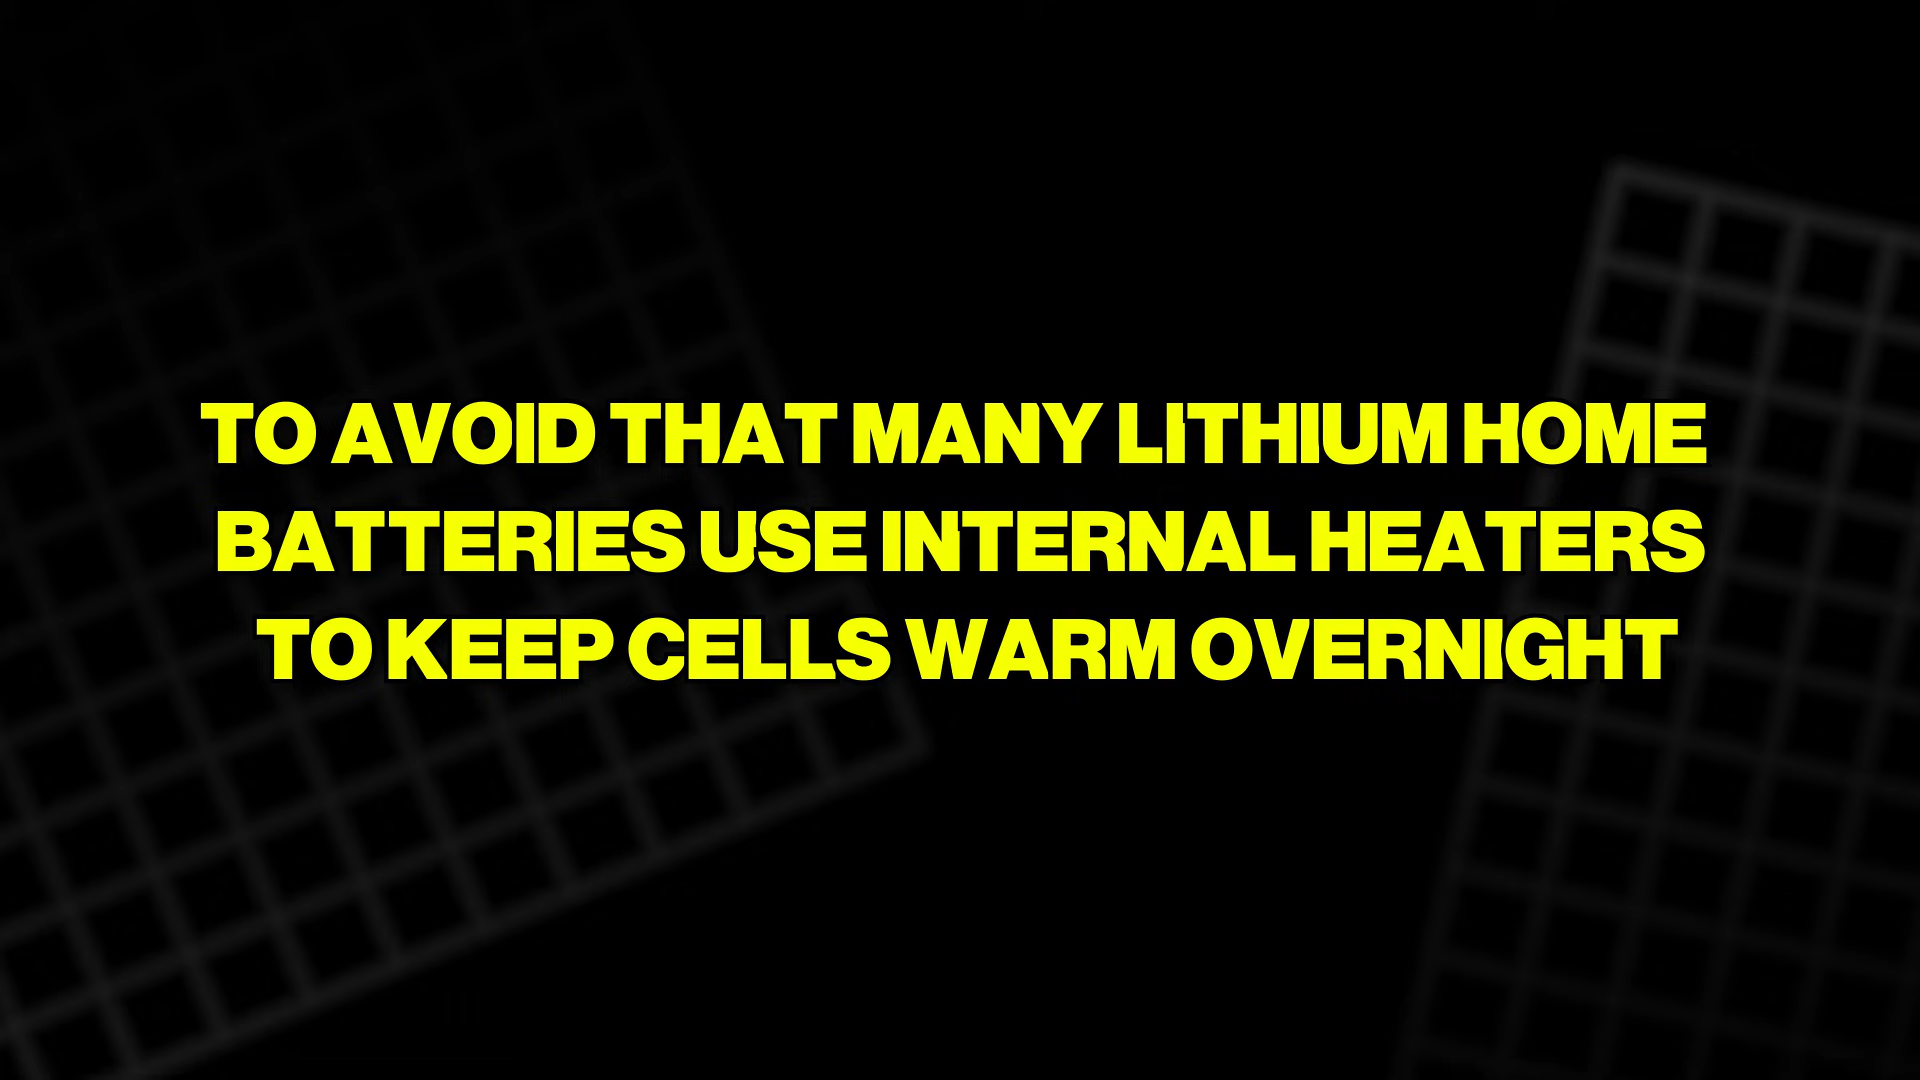 TO AVOID THAT MANY LITHIUM HOME
BATTERIES USE INTERNAL HEATERS
TO KEEP CELLS WARM OVERNIGHT